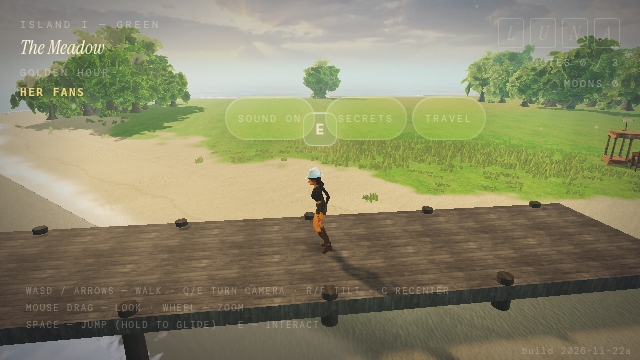 ISLAND I — GREEN
The Meadow
GOLDEN HOUR
HER FANS
L U N I
MOONS 0
SOUND ON
E
SECRETS
TRAVEL
WASD / ARROWS — WALK · Q/E TURN CAMERA · R/F TILT · C RECENTER
MOUSE DRAG — LOOK · WHEEL — ZOOM
SPACE — JUMP (HOLD TO GLIDE) · E — INTERACT
build 2026-11-22a